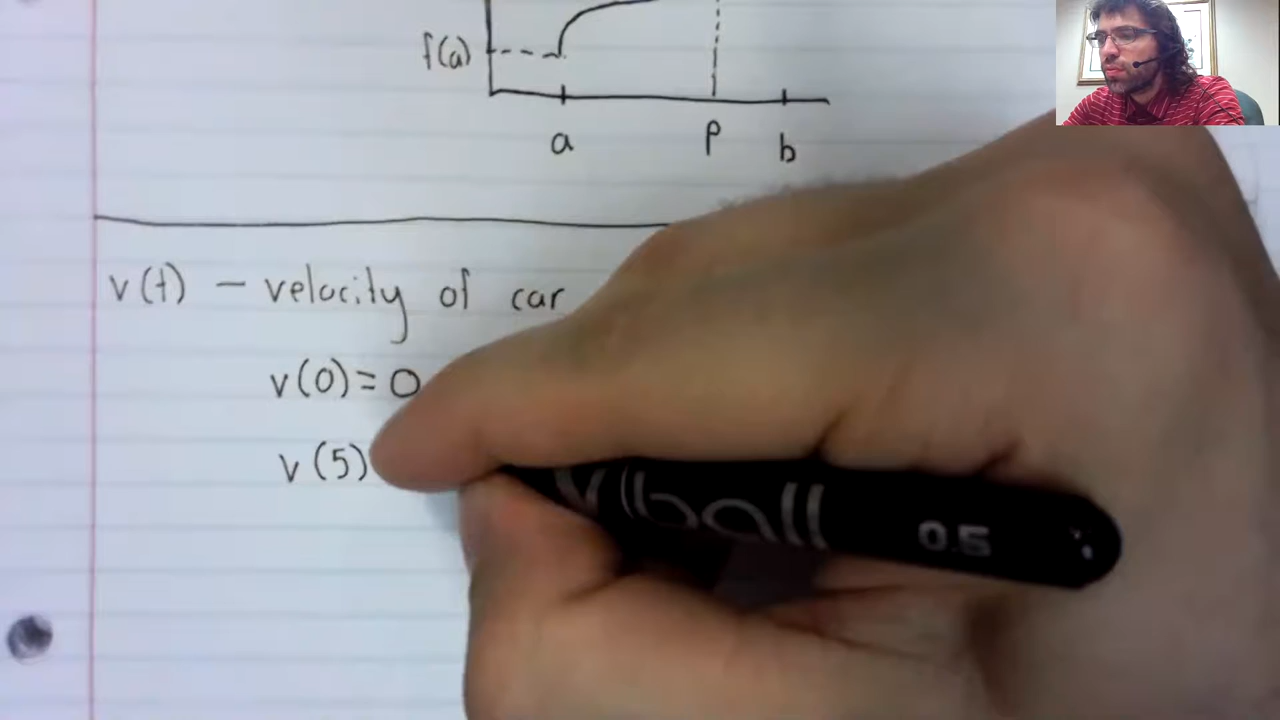 f(a)
a p b
v(t) – velocity of car
v(0) = 0
v(5)
ball 0.5